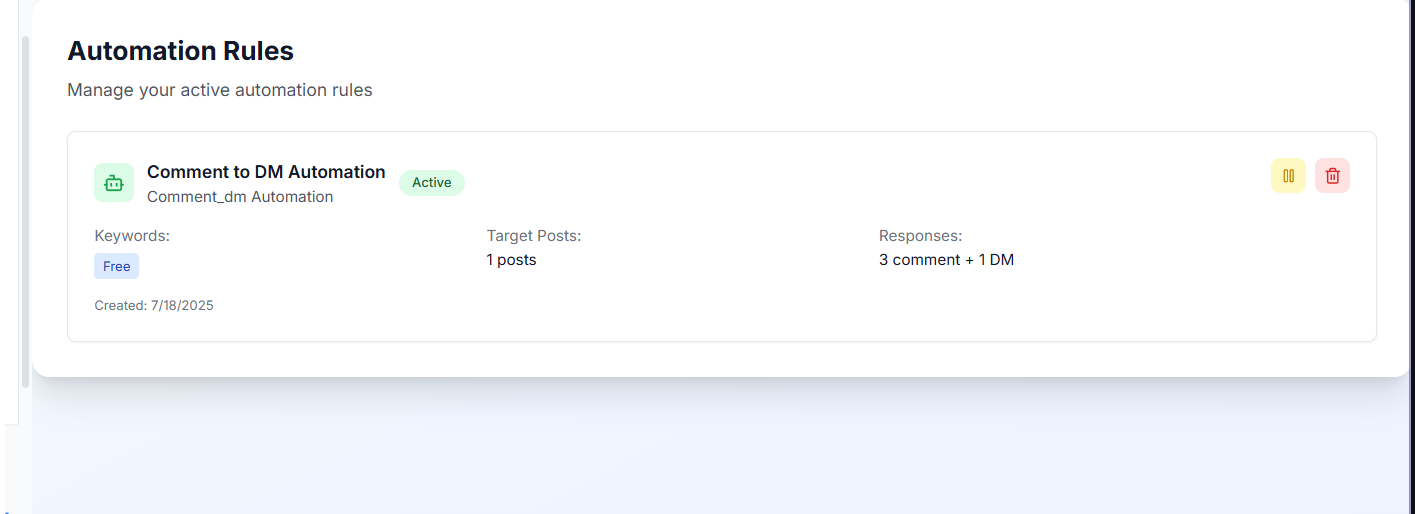 Automation Rules
Manage your active automation rules
Comment to DM Automation
Active
Comment_dm Automation
Keywords:
Free
Target Posts:
1 posts
Responses:
3 comment + 1 DM
Created: 7/18/2025